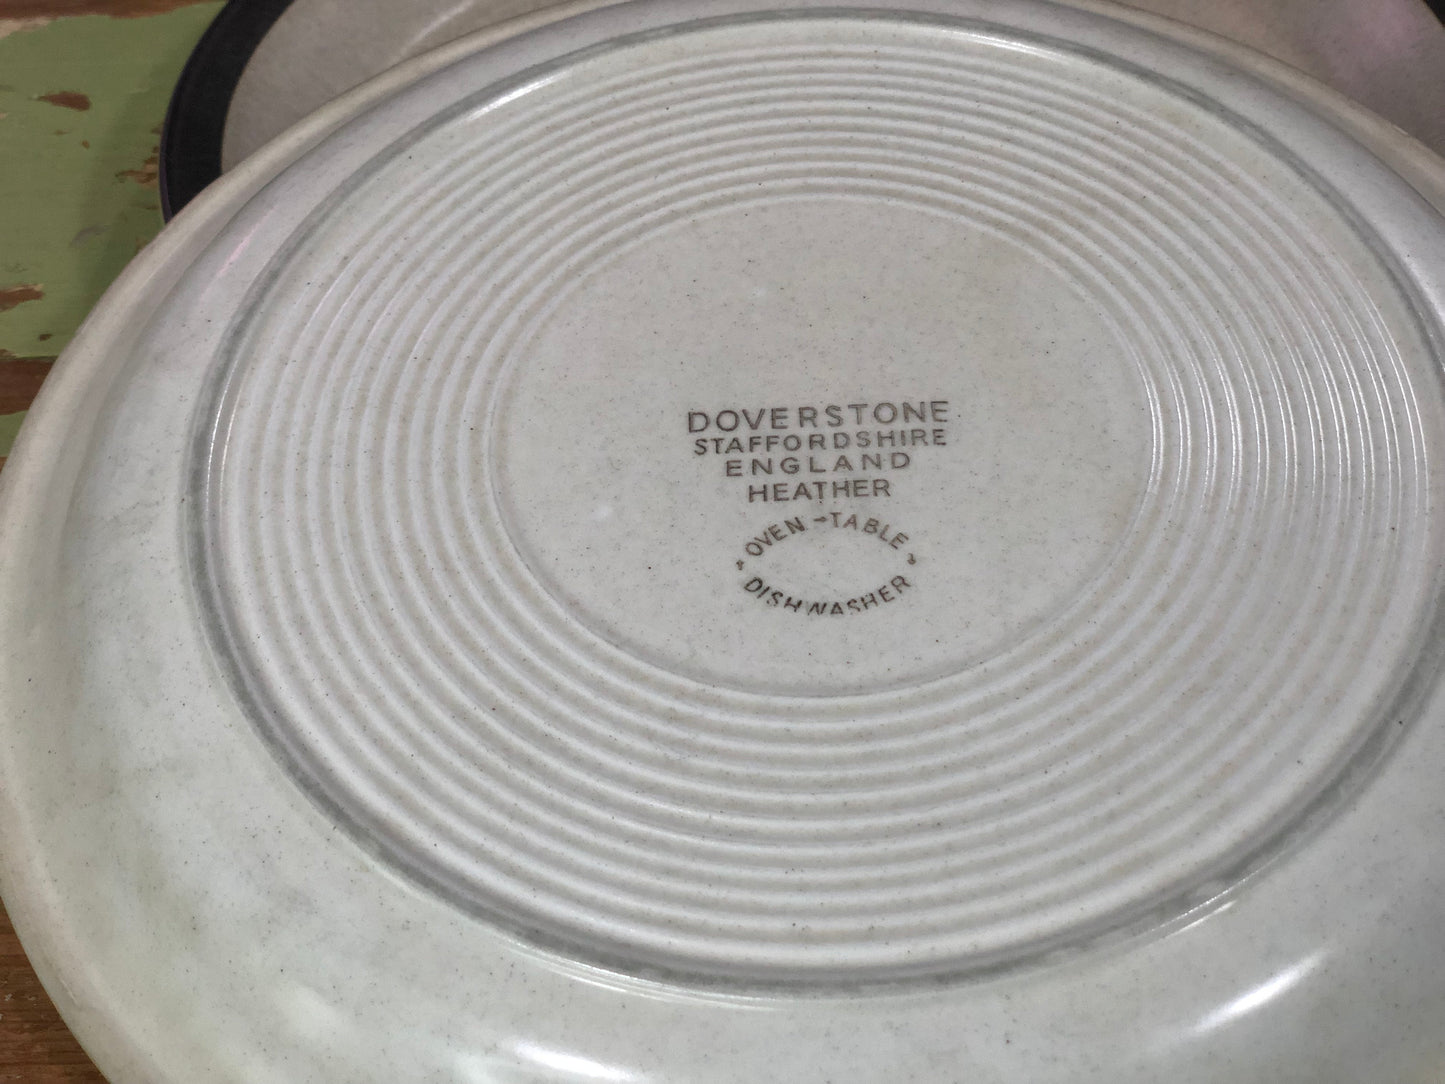 DOVERSTONE
STAFFORDSHIRE
ENGLAND
HEATHER
OVEN - TABLE
DISHWASHER